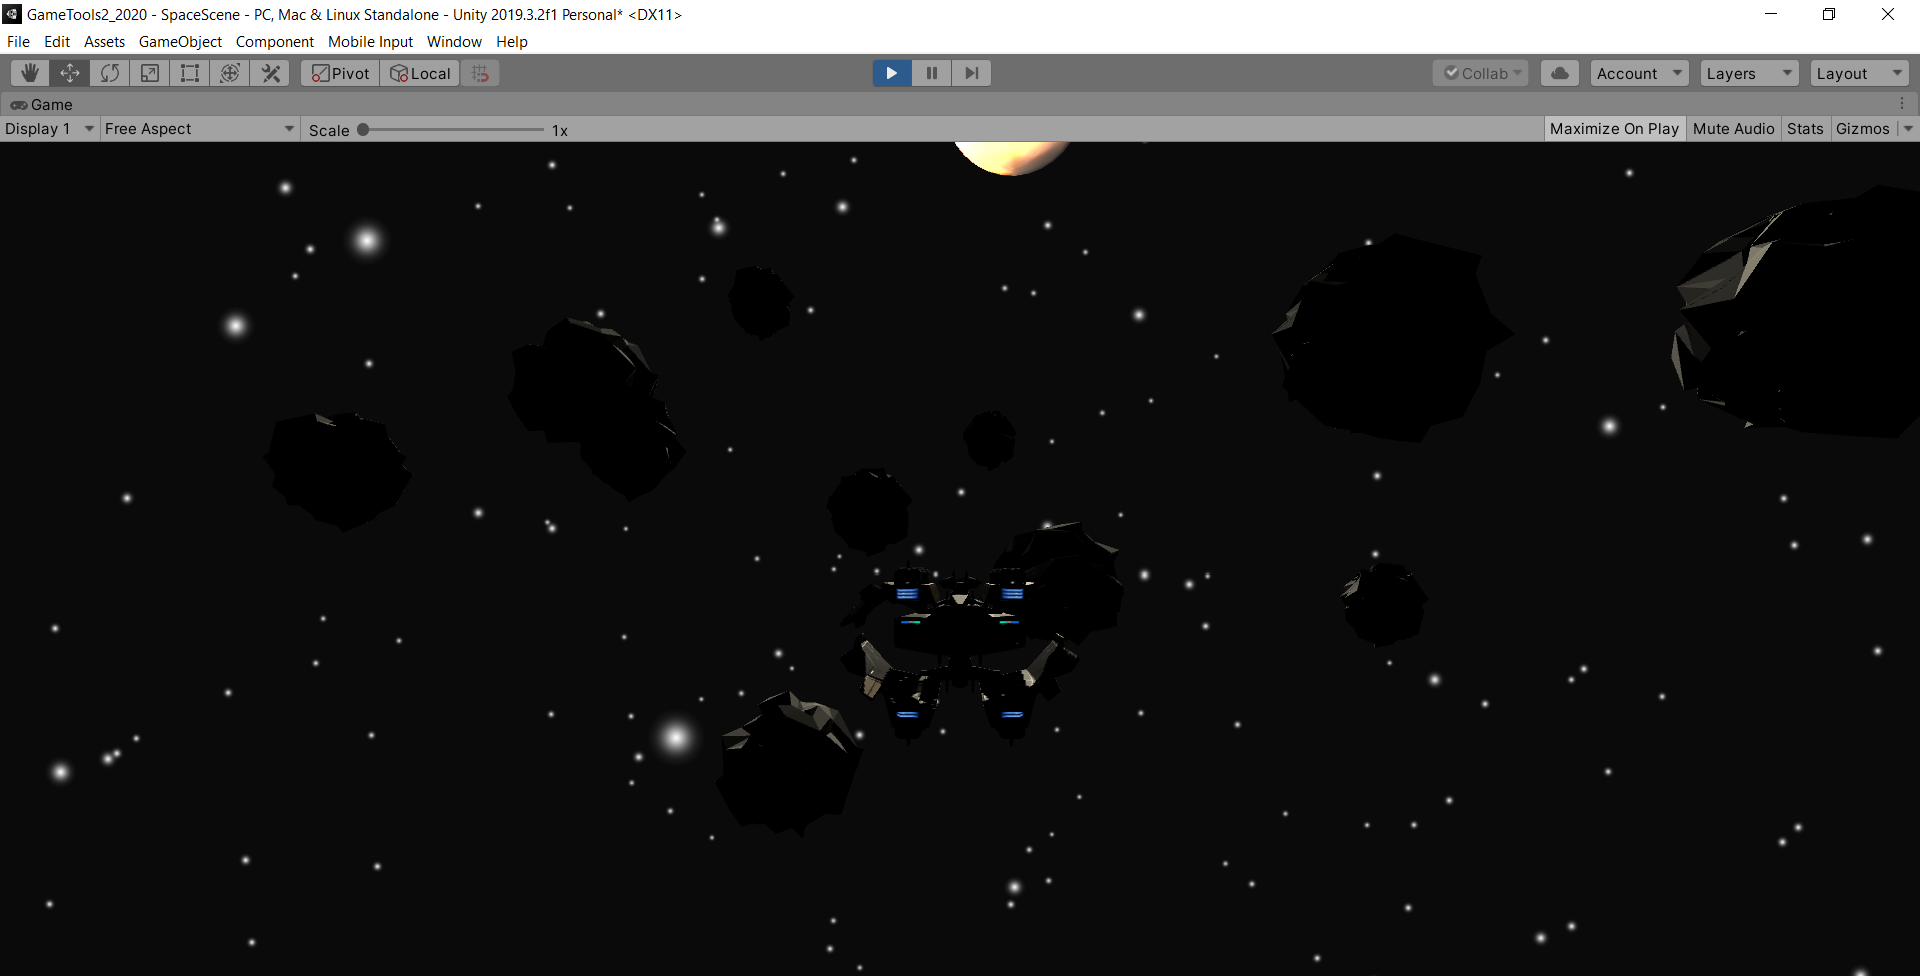 GameTools2_2020 - SpaceScene - PC, Mac & Linux Standalone - Unity 2019.3.2f1 Personal* <DX11>
File Edit Assets GameObject Component Mobile Input Window Help
Pivot Local Collab Account Layers Layout
Game
Display 1 Free Aspect Scale 1x Maximize On Play Mute Audio Stats Gizmos